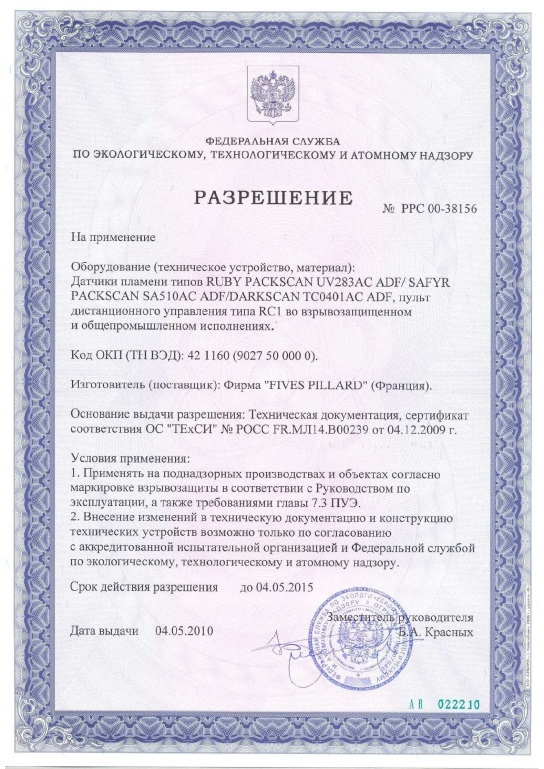 ФЕДЕРАЛЬНАЯ СЛУЖБА
ПО ЭКОЛОГИЧЕСКОМУ, ТЕХНОЛОГИЧЕСКОМУ И АТОМНОМУ НАДЗОРУ
РАЗРЕШЕНИЕ
№ РРС 00-38156
На применение
Оборудование (техническое устройство, материал):
Датчики пламени типов RUBY PACKSCAN UV283AC ADF/ SAFYR
PACKSCAN SA510AC ADF/DARKSCAN TC0401AC ADF, пульт
дистанционного управления типа RC1 во взрывозащищенном
и общепромышленном исполнениях.
Код ОКП (ТН ВЭД): 42 1160 (9027 50 000 0).
Изготовитель (поставщик): Фирма "FIVES PILLARD" (Франция).
Основание выдачи разрешения: Техническая документация, сертификат
соответствия ОС "ТЕхСИ" № РОСС FR.МЛ14.В00239 от 04.12.2009 г.
Условия применения:
1. Применять на поднадзорных производствах и объектах согласно
маркировке взрывозащиты в соответствии с Руководством по
эксплуатации, а также требованиями главы 7.3 ПУЭ.
2. Внесение изменений в техническую документацию и конструкцию
технических устройств возможно только по согласованию
с аккредитованной испытательной организацией и Федеральной службой
по экологическому, технологическому и атомному надзору.
Срок действия разрешения до 04.05.2015
Заместитель руководителя
Дата выдачи 04.05.2010 Б.А. Красных
АВ 022210